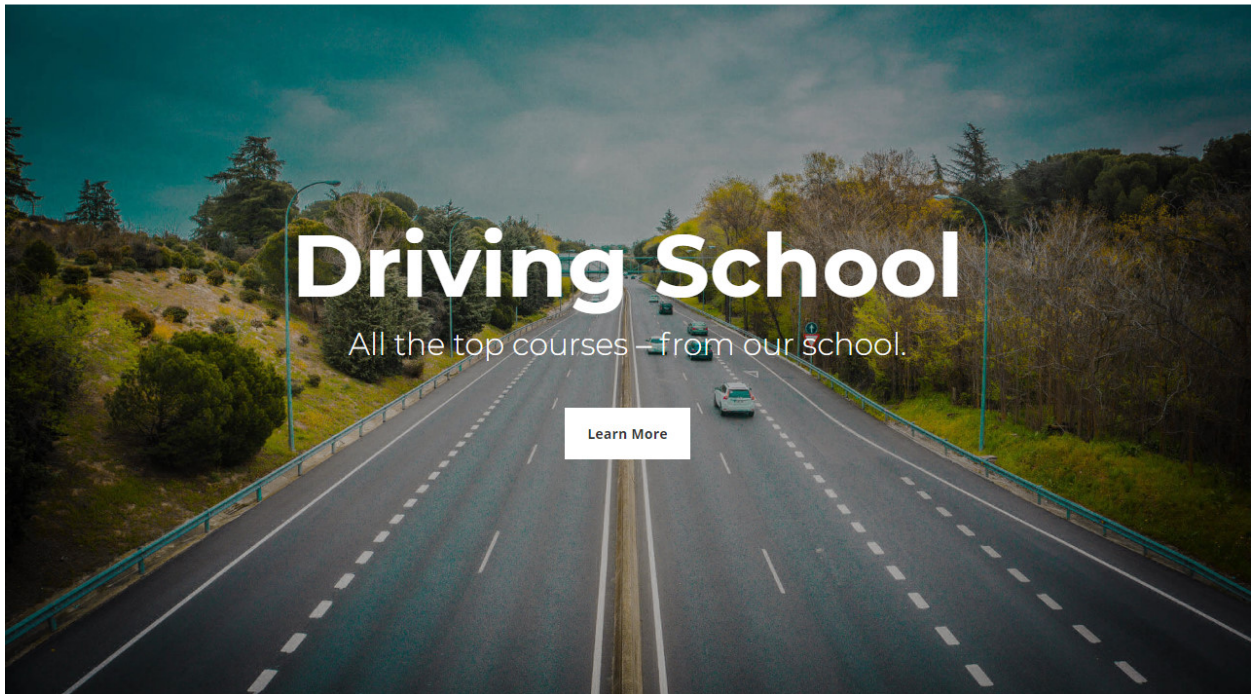 Driving School
All the top courses – from our school.
Learn More